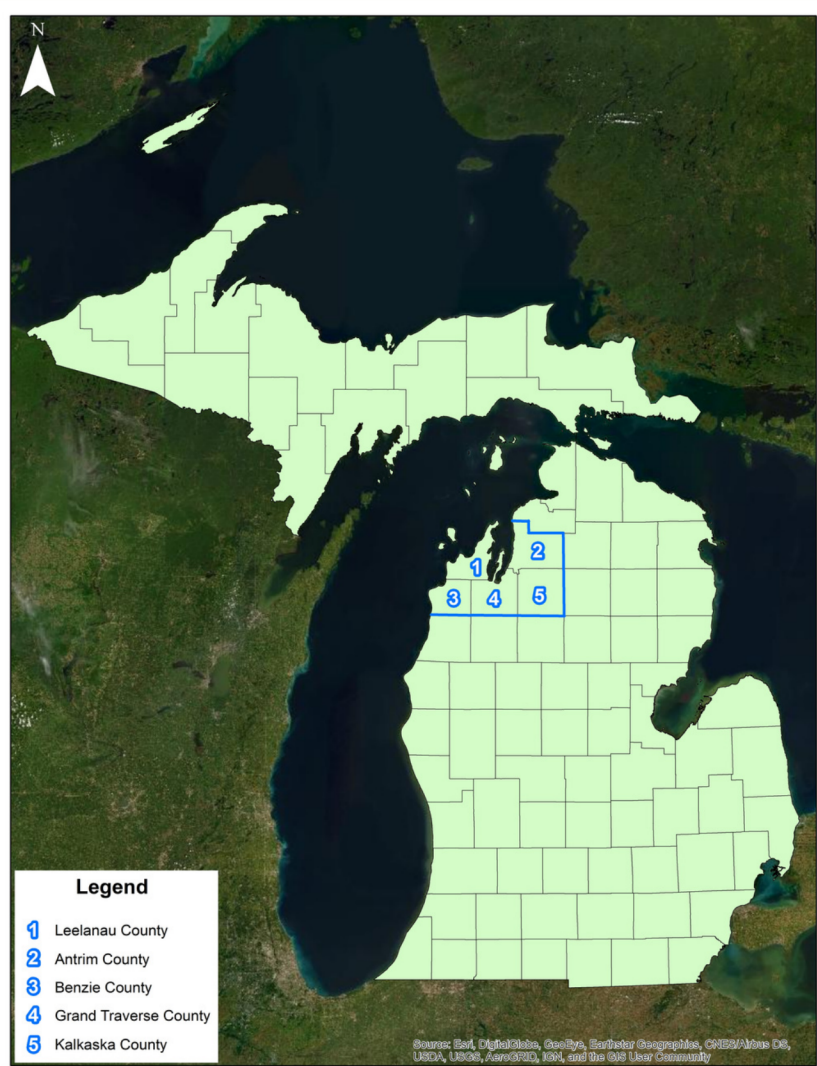 N
1
2
3
4
5
Legend
1 Leelanau County
2 Antrim County
3 Benzie County
4 Grand Traverse County
5 Kalkaska County
Source: Esri, DigitalGlobe, GeoEye, Earthstar Geographics, CNES/Airbus DS,
USDA, USGS, AeroGRID, IGN, and the GIS User Community